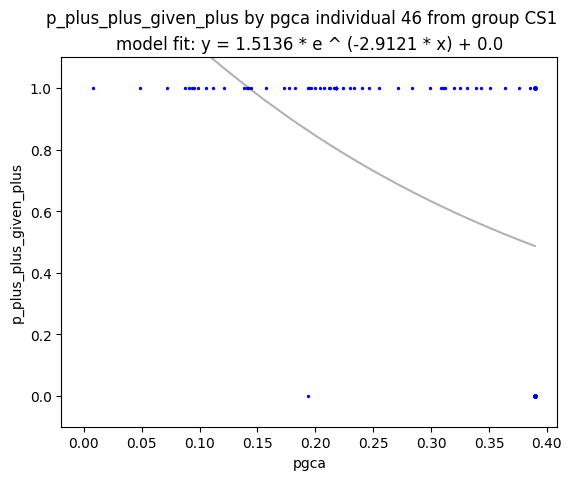 p_plus_plus_given_plus by pgca individual 46 from group CS1
model fit: y = 1.5136 * e ^ (-2.9121 * x) + 0.0
1.0
0.8
0.6
0.4
0.2
0.0
p_plus_plus_given_plus
0.00 0.05 0.10 0.15 0.20 0.25 0.30 0.35 0.40
pgca